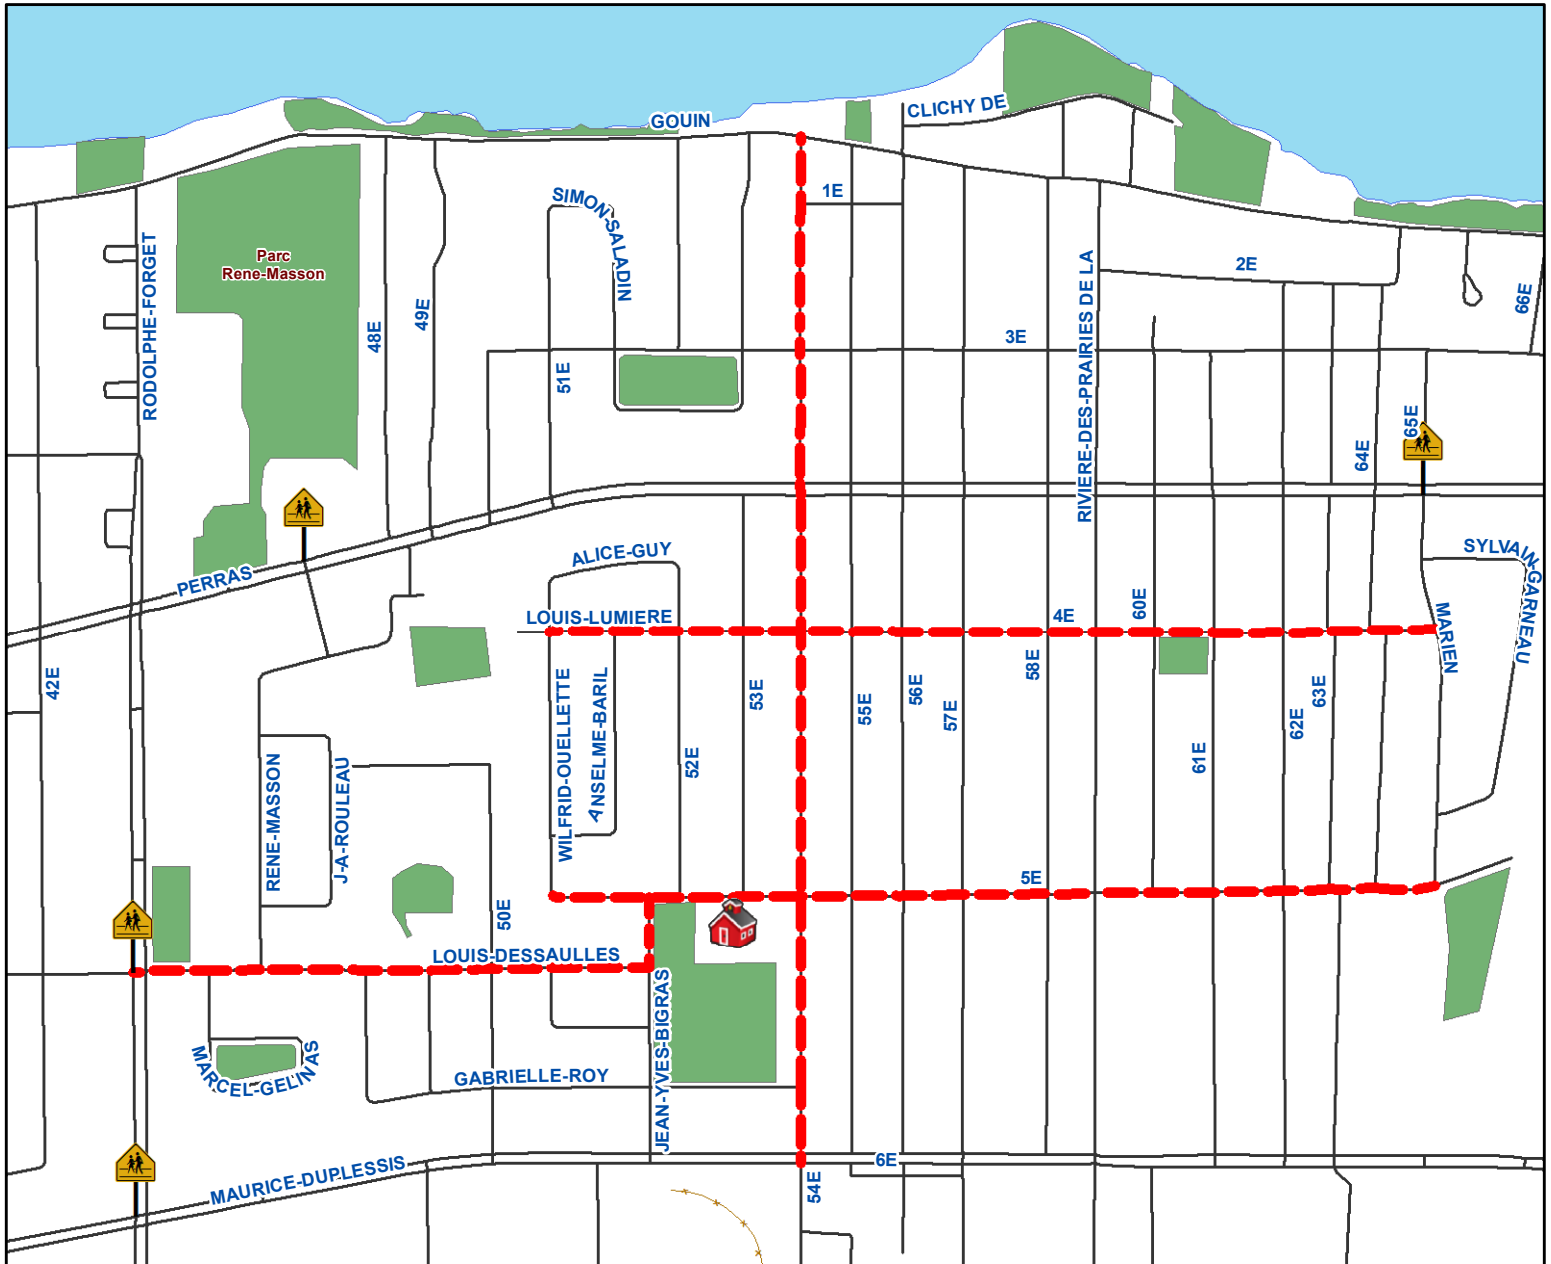 GOUIN
CLICHY DE
1E
SIMON-SALADIN
RODOLPHE-FORGET
Parc
Rene-Masson
48E
49E
51E
RIVIERE-DES-PRAIRIES DE LA
2E
3E
66E
65E
64E
PERRAS
ALICE-GUY
LOUIS-LUMIERE
4E
60E
SYLVAIN-GARNEAU
MARIEN
42E
WILFRID-OUELLETTE
ANSELME-BARIL
53E
52E
55E
56E
57E
58E
61E
62E
63E
RENE-MASSON
J-A-ROULEAU
50E
5E
LOUIS-DESSAULLES
JEAN-YVES-BIGRAS
MARCEL-GELINAS
GABRIELLE-ROY
MAURICE-DUPLESSIS
6E
54E